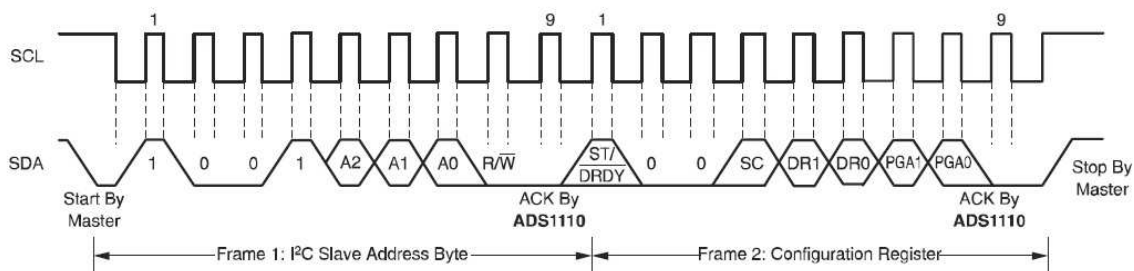 1 9 1 9
SCL
SDA 1 0 0 1 A2 A1 A0 R/W̅ ST/ 0 0 SC DR1 DR0 PGA1 PGA0
DRDY
Start By
Master
ACK By
ADS1110
ACK By
ADS1110
Stop By
Master
Frame 1: I²C Slave Address Byte
Frame 2: Configuration Register